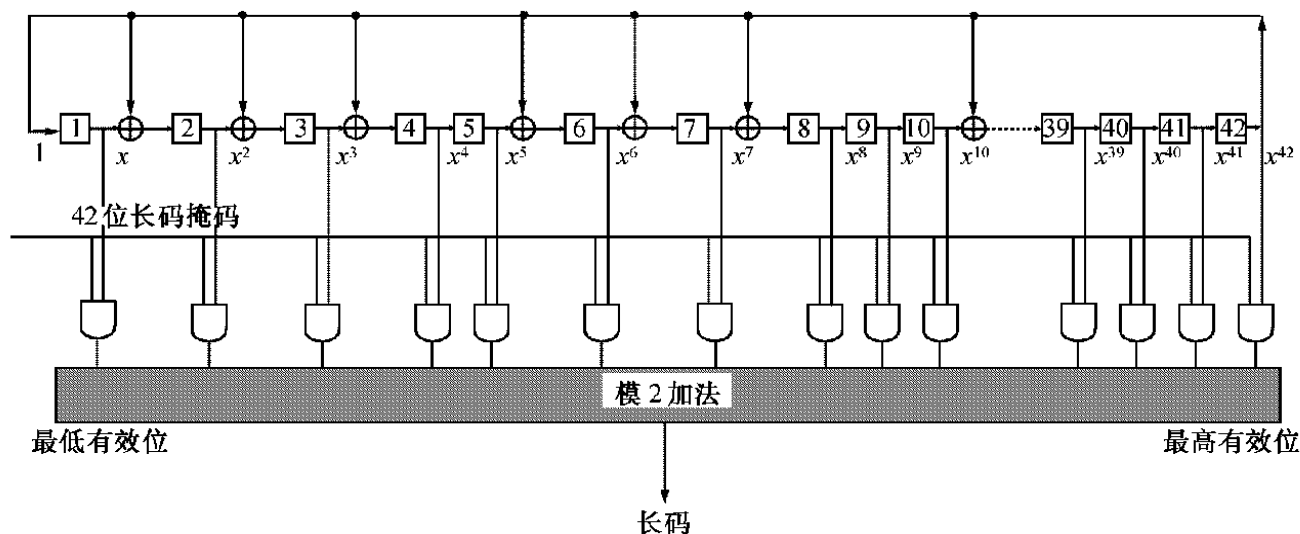 1 2 3 4 5 6 7 8 9 10 39 40 41 42
1 x x² x³ x⁴ x⁵ x⁶ x⁷ x⁸ x⁹ x¹⁰ x³⁹ x⁴⁰ x⁴¹ x⁴²
42位长码掩码
模2加法
最低有效位 最高有效位
长码